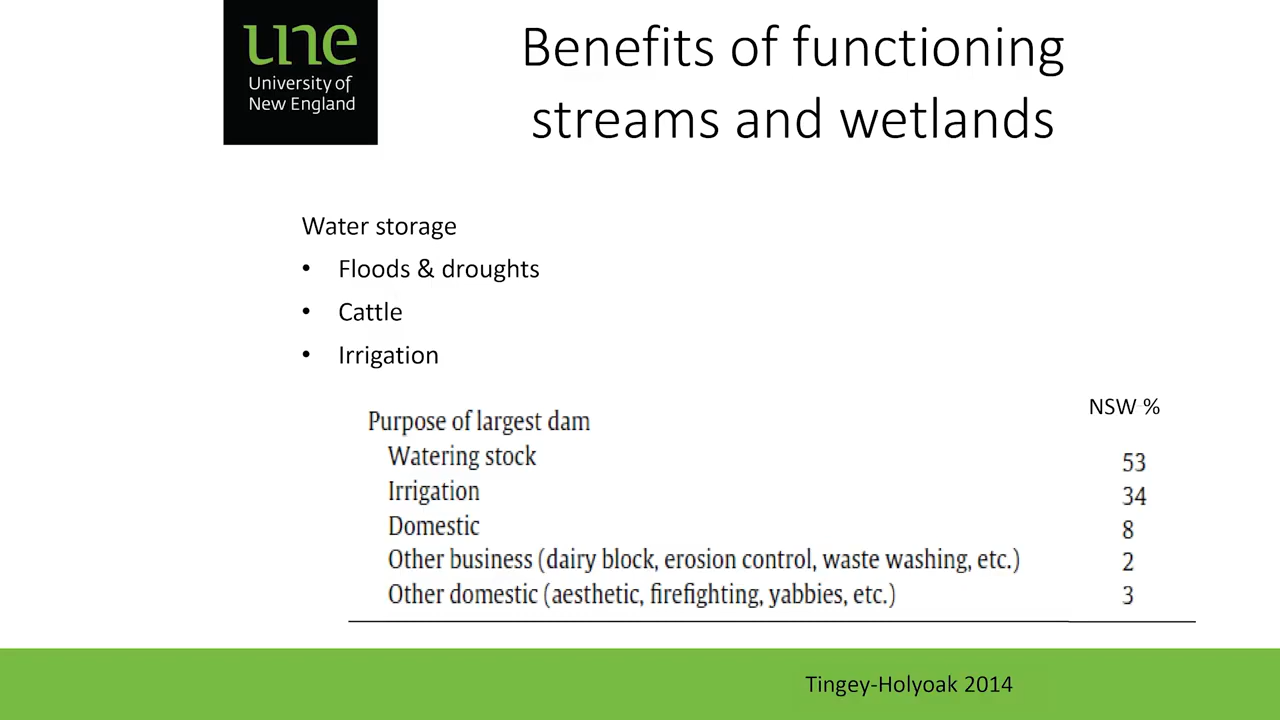 une
University of
New England
Benefits of functioning
streams and wetlands
Water storage
• Floods & droughts
• Cattle
• Irrigation
NSW %
Purpose of largest dam
Watering stock 53
Irrigation 34
Domestic 8
Other business (dairy block, erosion control, waste washing, etc.) 2
Other domestic (aesthetic, firefighting, yabbies, etc.) 3
Tingey-Holyoak 2014